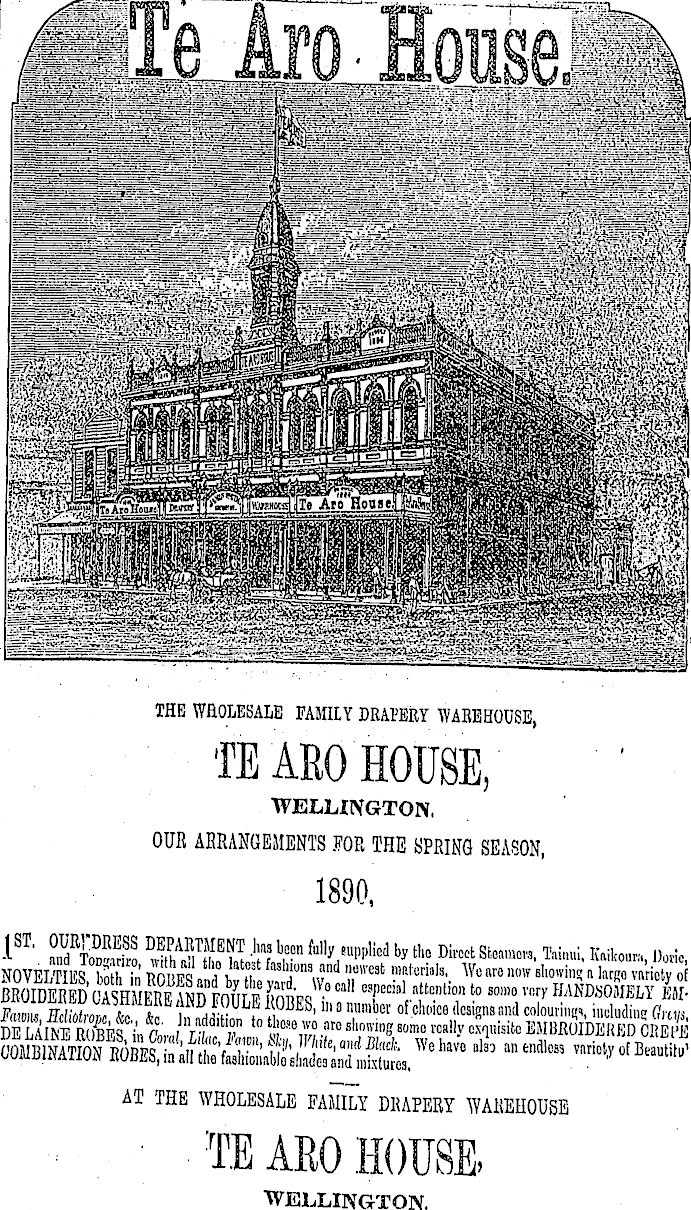 Te Aro House.
1884
Te Aro House
DRAPERY
WAREHOUSE
Te Aro House.
THE WHOLESALE FAMILY DRAPERY WAREHOUSE,
TE ARO HOUSE,
WELLINGTON.
OUR ARRANGEMENTS FOR THE SPRING SEASON,
1890,
1ST. OUR DRESS DEPARTMENT has been fully supplied by the Direct Steamers, Tainui, Kaikoura, Doric,
and Tongariro, with all the latest fashions and newest materials. We are now showing a large variety of
NOVELTIES, both in ROBES and by the yard. We call especial attention to some very HANDSOMELY EM-
BROIDERED CASHMERE AND FOULE ROBES, in a number of choice designs and colourings, including Greys,
Fawns, Heliotrope, &c., &c. In addition to those we are showing some really exquisite EMBROIDERED CREPE
DE LAINE ROBES, in Coral, Lilac, Fawn, Sky, White, and Black. We have also an endless variety of Beautiful
COMBINATION ROBES, in all the fashionable shades and mixtures.
AT THE WHOLESALE FAMILY DRAPERY WAREHOUSE
TE ARO HOUSE,
WELLINGTON.